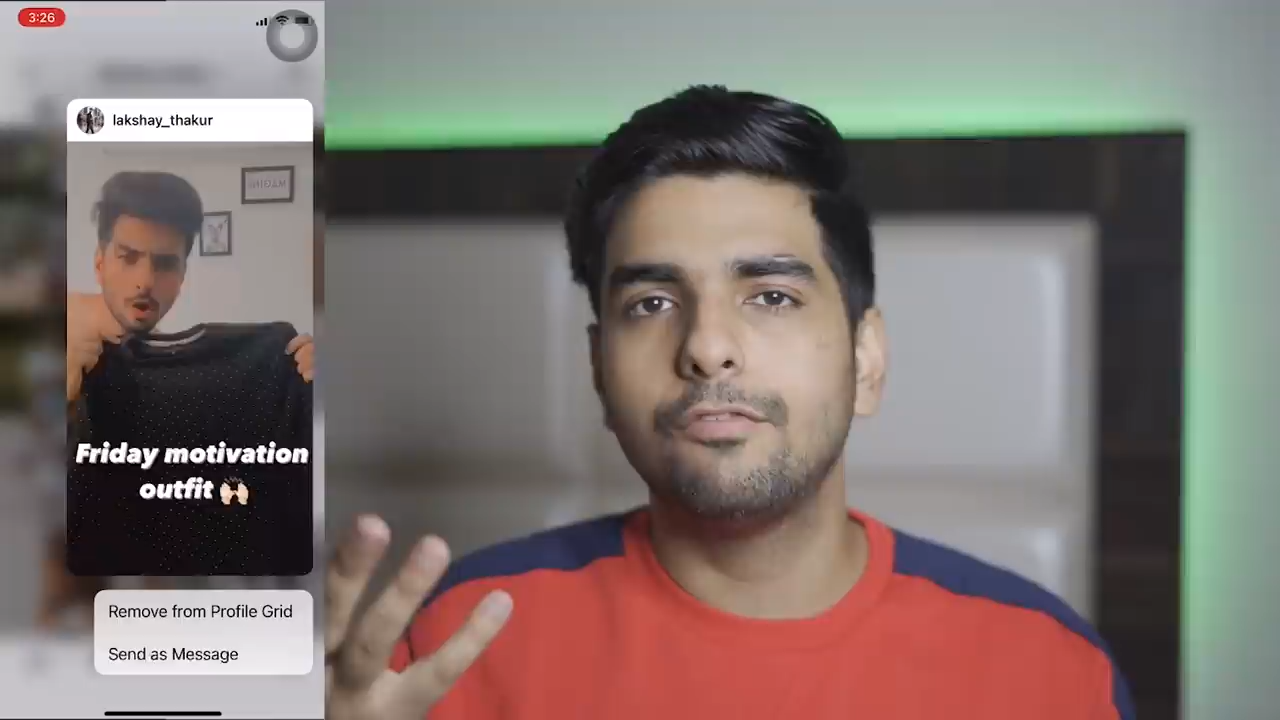 3:26
lakshay_thakur
Friday motivation
outfit 🙌🏻
Remove from Profile Grid
Send as Message